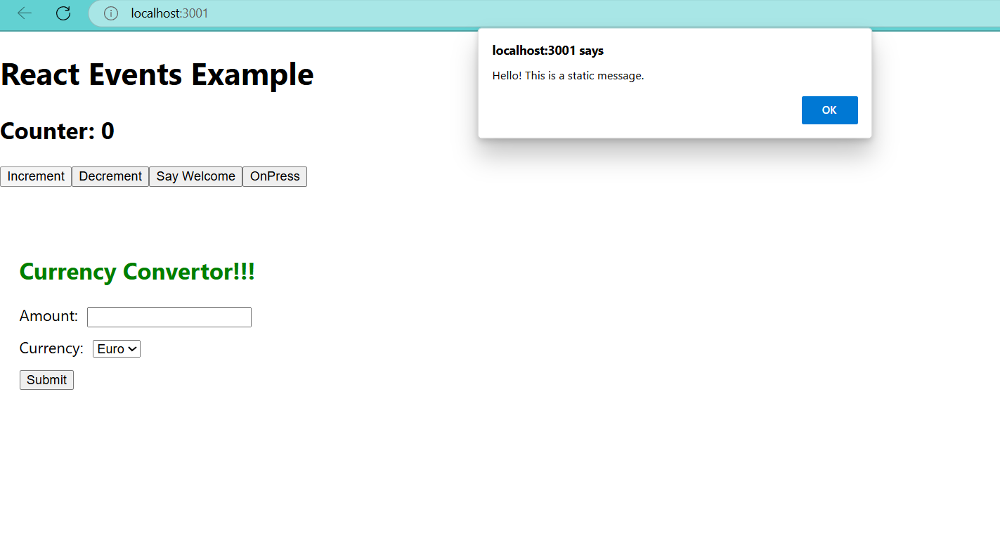 localhost:3001
localhost:3001 says
Hello! This is a static message.
OK
React Events Example
Counter: 0
Increment Decrement Say Welcome OnPress
Currency Convertor!!!
Amount:
Currency: Euro
Submit